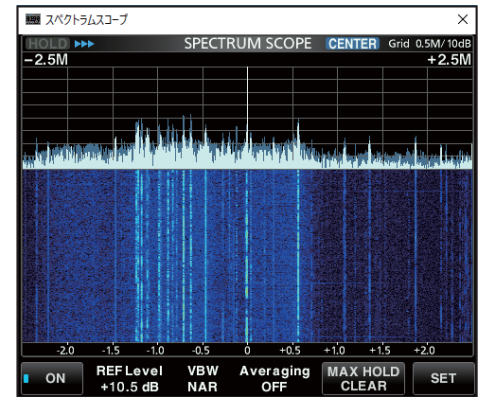 スペクトラムスコープ ×
HOLD SPECTRUM SCOPE CENTER Grid 0.5M/10dB
-2.5M +2.5M
-2.0 -1.5 -1.0 -0.5 0 +0.5 +1.0 +1.5 +2.0
ON REF Level +10.5 dB VBW NAR Averaging OFF MAX HOLD CLEAR SET